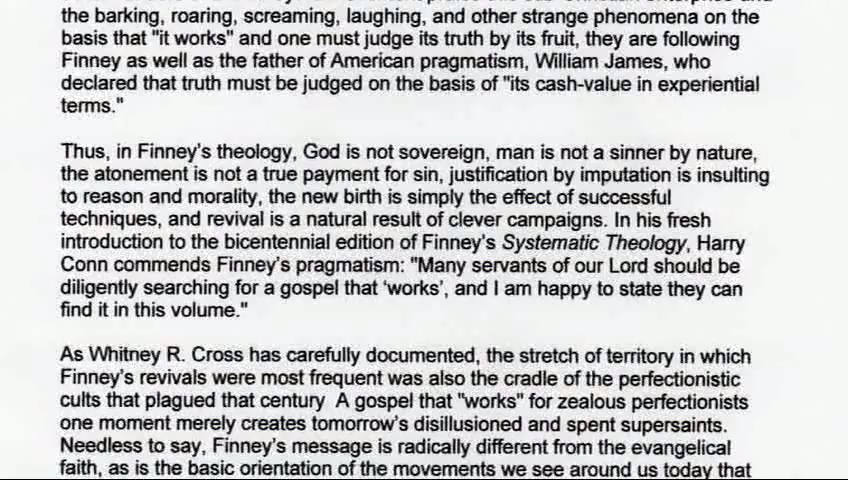 the barking, roaring, screaming, laughing, and other strange phenomena on the
basis that "it works" and one must judge its truth by its fruit, they are following
Finney as well as the father of American pragmatism, William James, who
declared that truth must be judged on the basis of "its cash-value in experiential
terms."
Thus, in Finney's theology, God is not sovereign, man is not a sinner by nature,
the atonement is not a true payment for sin, justification by imputation is insulting
to reason and morality, the new birth is simply the effect of successful
techniques, and revival is a natural result of clever campaigns. In his fresh
introduction to the bicentennial edition of Finney's Systematic Theology, Harry
Conn commends Finney's pragmatism: "Many servants of our Lord should be
diligently searching for a gospel that 'works', and I am happy to state they can
find it in this volume."
As Whitney R. Cross has carefully documented, the stretch of territory in which
Finney's revivals were most frequent was also the cradle of the perfectionistic
cults that plagued that century A gospel that "works" for zealous perfectionists
one moment merely creates tomorrow's disillusioned and spent supersaints.
Needless to say, Finney's message is radically different from the evangelical
faith, as is the basic orientation of the movements we see around us today that